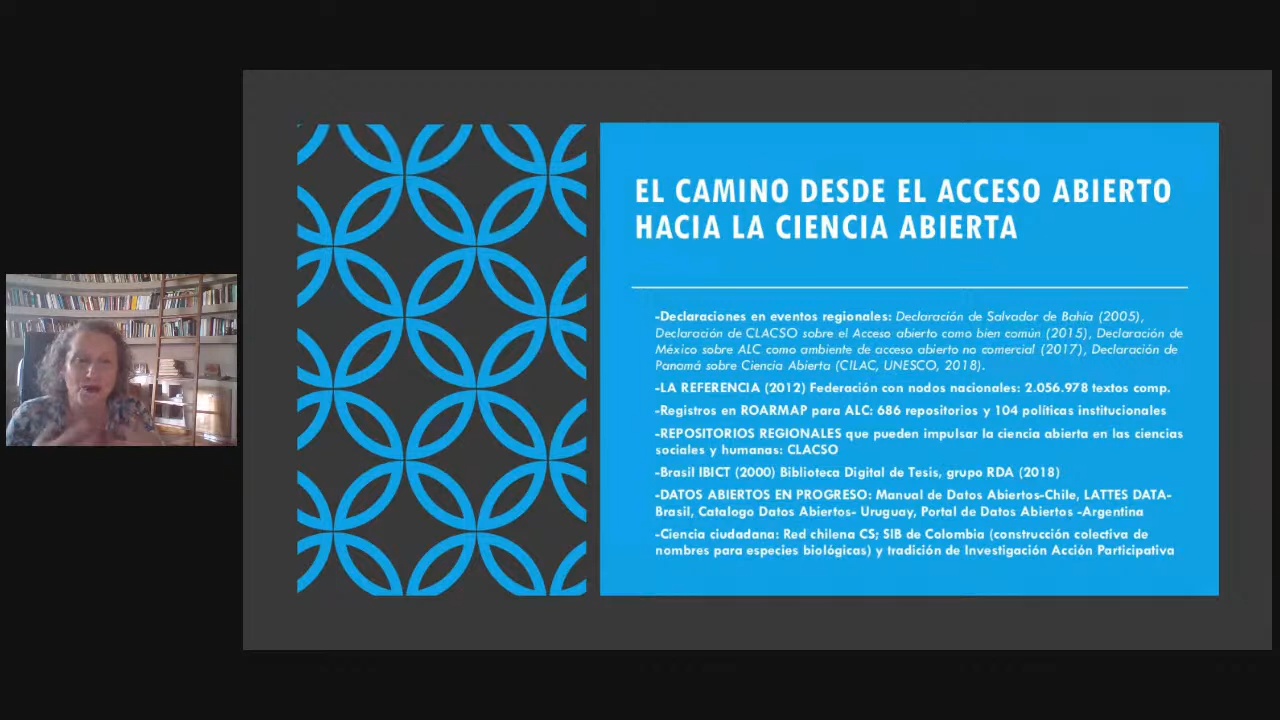 EL CAMINO DESDE EL ACCESO ABIERTO
HACIA LA CIENCIA ABIERTA
-Declaraciones en eventos regionales: Declaración de Salvador de Bahía (2005),
Declaración de CLACSO sobre el Acceso abierto como bien común (2015), Declaración de
México sobre ALC como ambiente de acceso abierto no comercial (2017), Declaración de
Panamá sobre Ciencia Abierta (CILAC, UNESCO, 2018).
-LA REFERENCIA (2012) Federación con nodos nacionales: 2.056.978 textos comp.
-Registros en ROARMAP para ALC: 686 repositorios y 104 políticas institucionales
-REPOSITORIOS REGIONALES que pueden impulsar la ciencia abierta en las ciencias
sociales y humanas: CLACSO
-Brasil IBICT (2000) Biblioteca Digital de Tesis, grupo RDA (2018)
-DATOS ABIERTOS EN PROGRESO: Manual de Datos Abiertos-Chile, LATTES DATA-
Brasil, Catalogo Datos Abiertos- Uruguay, Portal de Datos Abiertos -Argentina
-Ciencia ciudadana: Red chilena CS; SIB de Colombia (construcción colectiva de
nombres para especies biológicas) y tradición de Investigación Acción Participativa